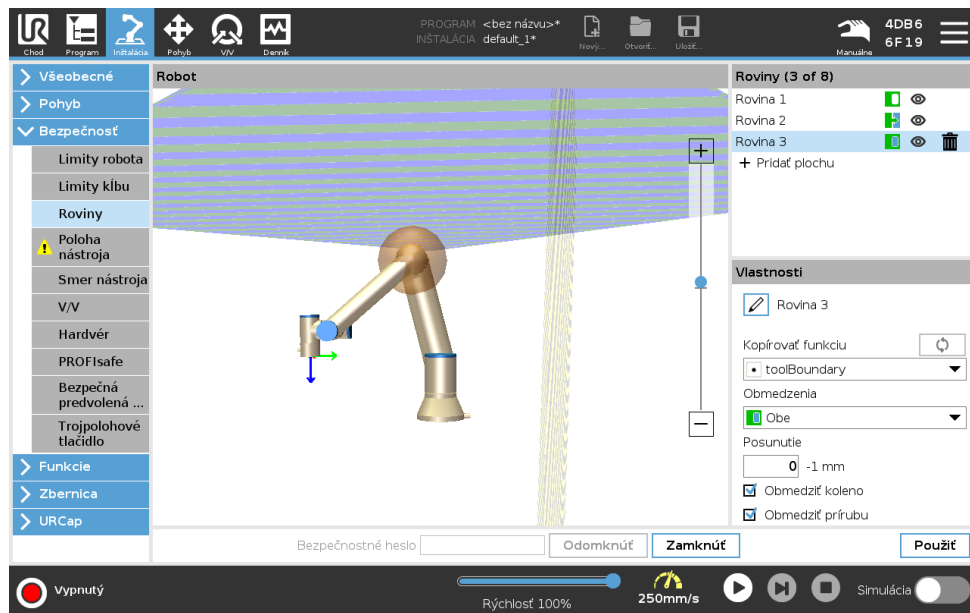 Chod
Program
Inštalácia
Pohyb
V/V
Denník
PROGRAM <bez názvu>*
INŠTALÁCIA default_1*
Nový...
Otvoriť...
Uložiť...
Manuálne
4DB6
6F19
Všeobecné
Pohyb
Bezpečnosť
Limity robota
Limity kĺbu
Roviny
Poloha
nástroja
Smer nástroja
V/V
Hardvér
PROFIsafe
Bezpečná
predvolená ...
Trojpolohové
tlačidlo
Funkcie
Zbernica
URCap
Robot
Roviny (3 of 8)
Rovina 1
Rovina 2
Rovina 3
+ Pridať plochu
Vlastnosti
Rovina 3
Kopírovať funkciu
toolBoundary
Obmedzenia
Obe
Posunutie
0 -1 mm
Obmedziť koleno
Obmedziť prírubu
Bezpečnostné heslo
Odomknúť
Zamknúť
Použiť
Vypnutý
Rýchlosť 100%
250mm/s
Simulácia